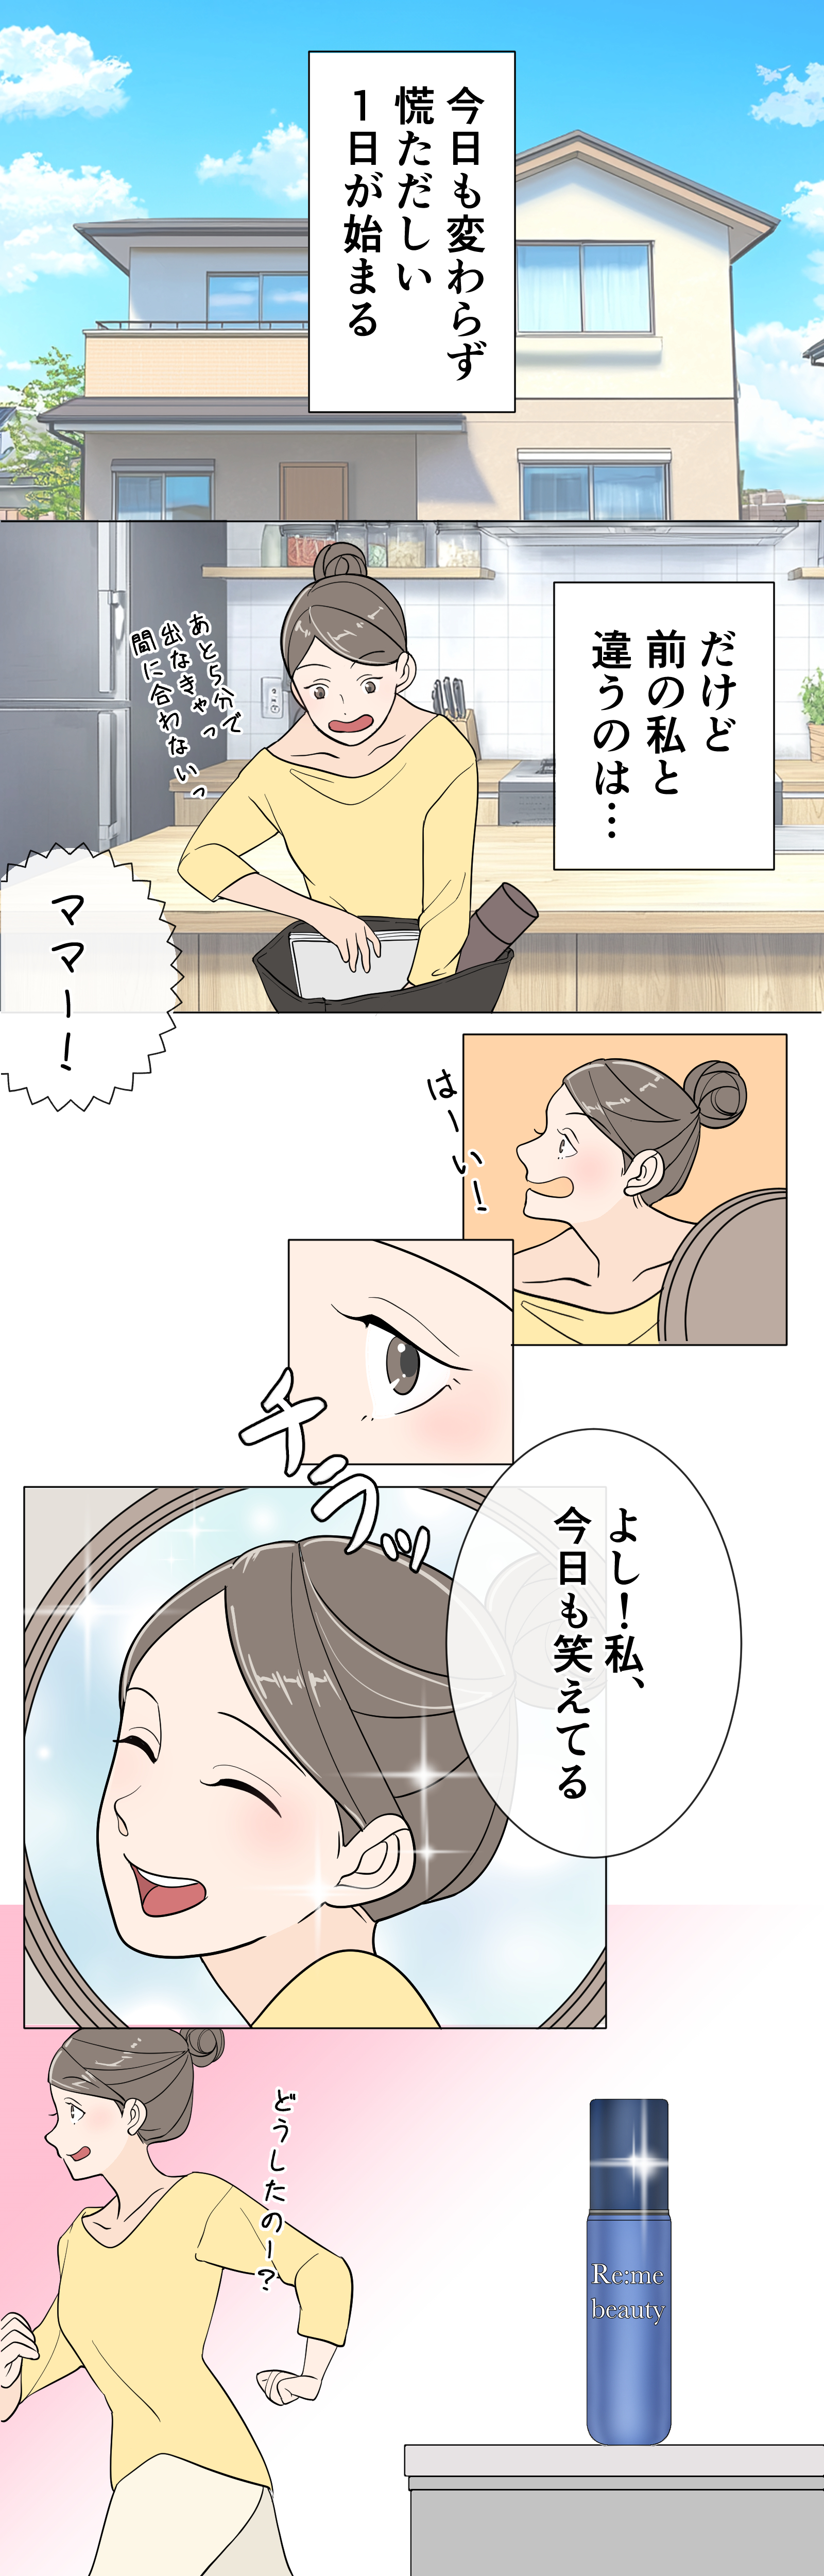 今日も変わらず
慌ただしい
１日が始まる
だけど
前の私と
違うのは…
あと5分で
出なきゃっ
間に合わないっ
ママー！
はーい！
チラッ
よし！私、
今日も笑えてる
どうしたのー？
Re:me
beauty